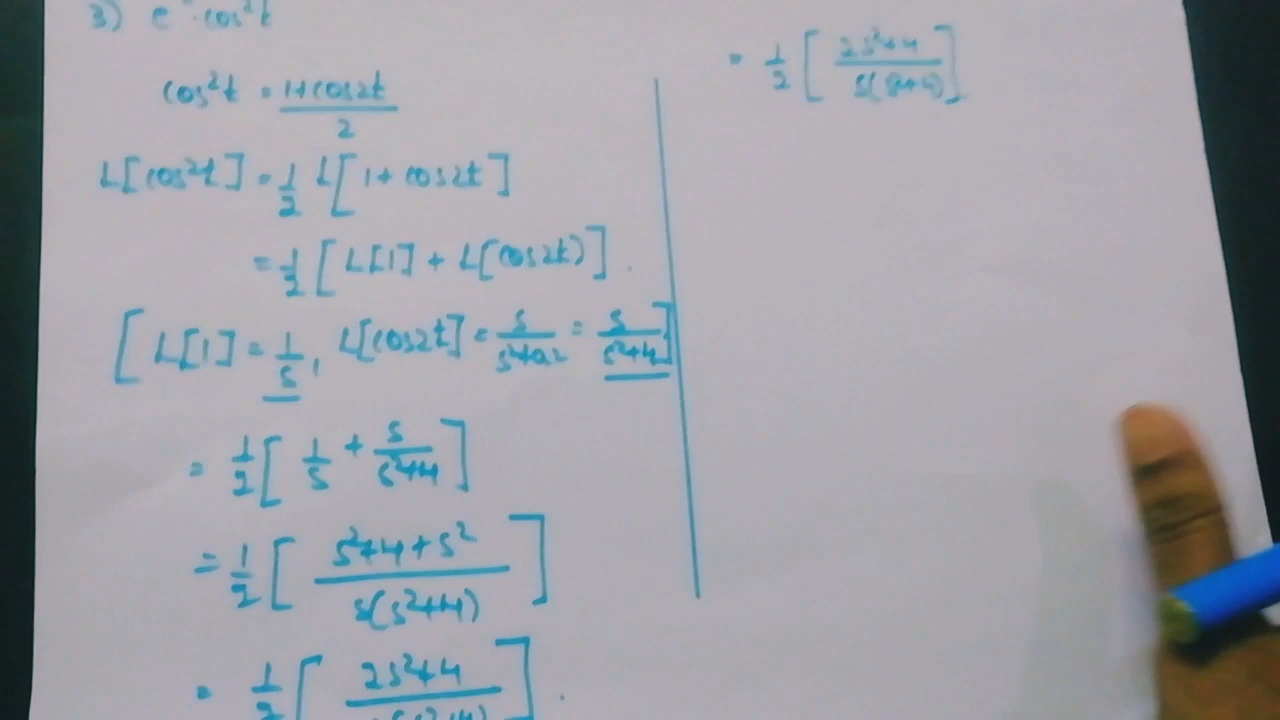 3) e cos²t
cos²t = 1+cos2t / 2
L[cos²t] = 1/2 L[1+cos2t]
= 1/2 [L[1] + L[cos2t)].
[L[1] = 1/s, L[cos2t] = s/s²+a² = s/s²+4]
= 1/2 [1/s + s/s²+4]
= 1/2 [s²+4+s² / s(s²+4)]
= 1/2 [2s²+4 / s(s²+4)].
= 1/2 [2s²+4 / s(s²+4)]